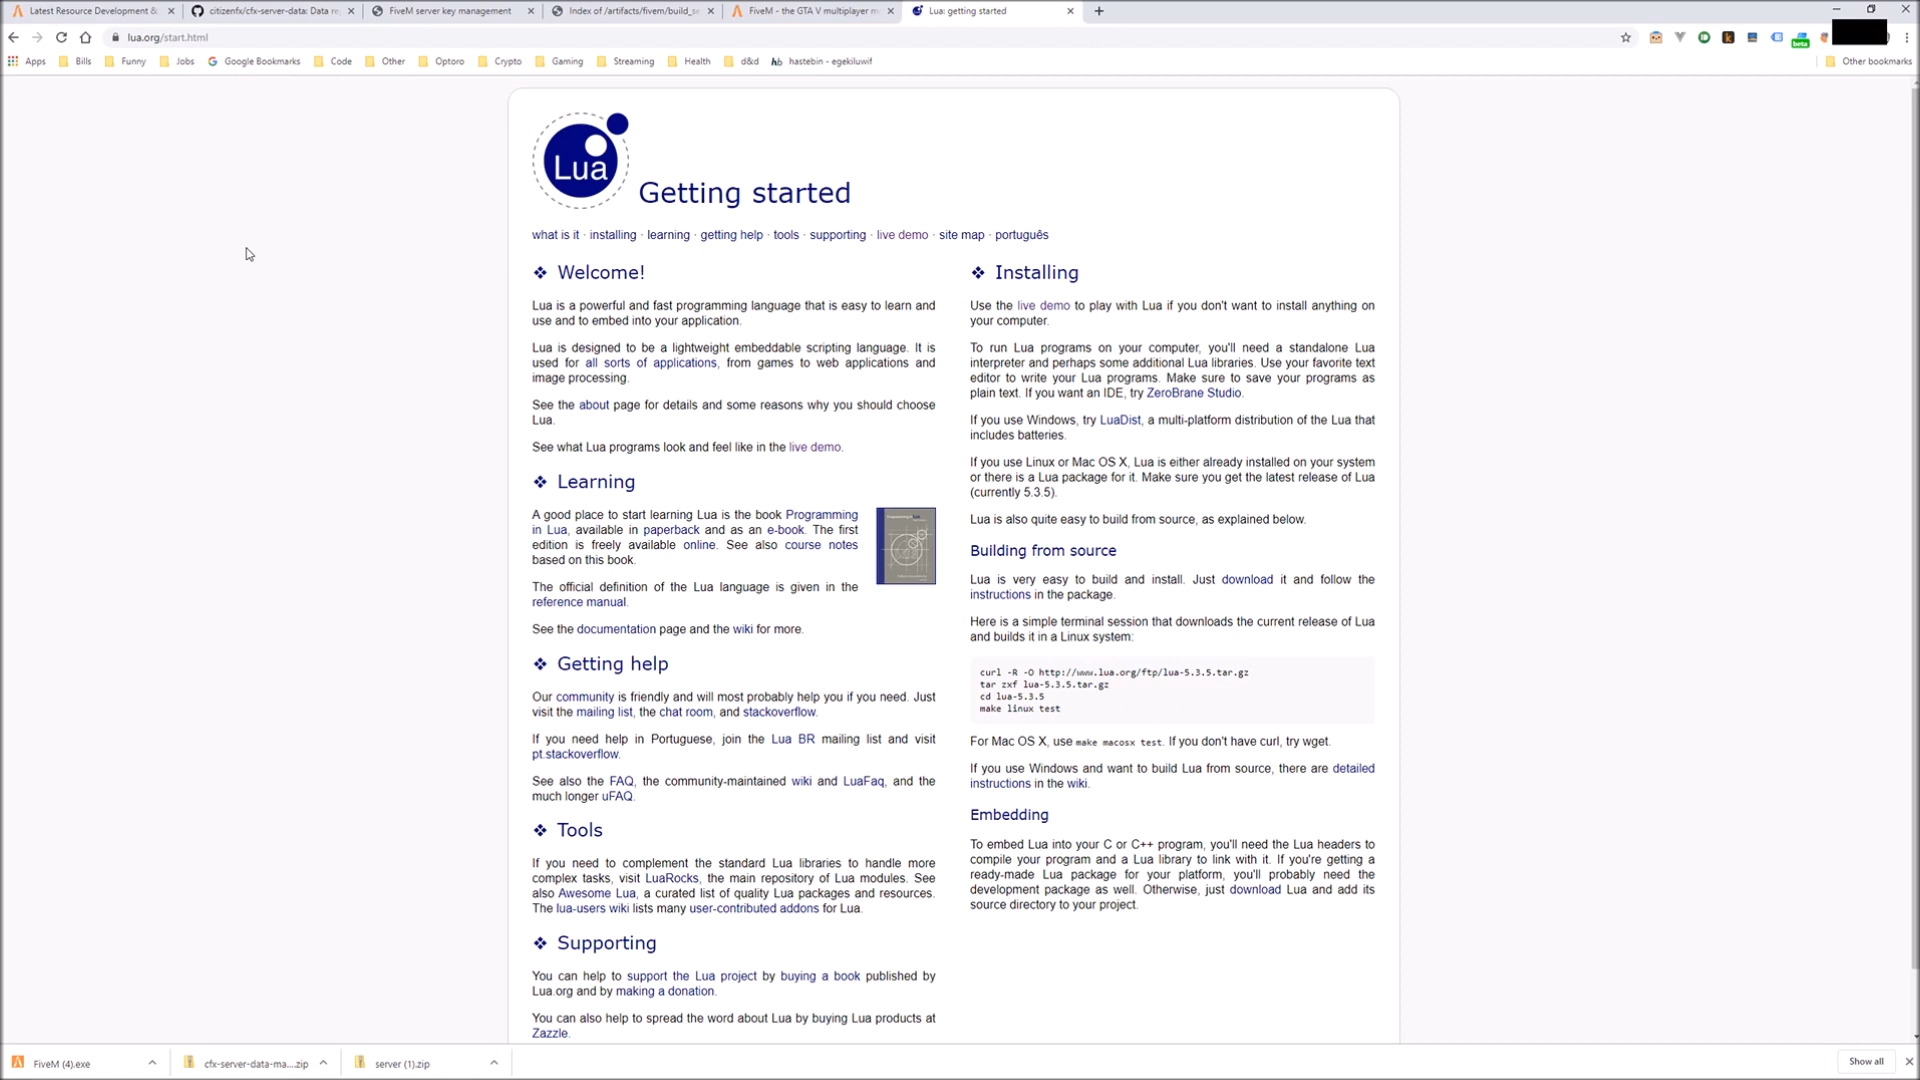 Latest Resource Development &
citizenfx/cfx-server-data: Data re
FiveM server key management
Index of /artifacts/fivem/build_se
FiveM - the GTA V multiplayer m
Lua: getting started
lua.org/start.html
beta
Apps Bills Funny Jobs Google Bookmarks Code Other Optoro Crypto Gaming Streaming Health d&d hastebin - egekiluwif Other bookmarks
Lua
Getting started
what is it · installing · learning · getting help · tools · supporting · live demo · site map · português
Welcome!
Lua is a powerful and fast programming language that is easy to learn and
use and to embed into your application.
Lua is designed to be a lightweight embeddable scripting language. It is
used for all sorts of applications, from games to web applications and
image processing.
See the about page for details and some reasons why you should choose
Lua.
See what Lua programs look and feel like in the live demo.
Learning
A good place to start learning Lua is the book Programming
in Lua, available in paperback and as an e-book. The first
edition is freely available online. See also course notes
based on this book.
The official definition of the Lua language is given in the
reference manual.
See the documentation page and the wiki for more.
Getting help
Our community is friendly and will most probably help you if you need. Just
visit the mailing list, the chat room, and stackoverflow.
If you need help in Portuguese, join the Lua BR mailing list and visit
pt.stackoverflow.
See also the FAQ, the community-maintained wiki and LuaFaq, and the
much longer uFAQ.
Tools
If you need to complement the standard Lua libraries to handle more
complex tasks, visit LuaRocks, the main repository of Lua modules. See
also Awesome Lua, a curated list of quality Lua packages and resources.
The lua-users wiki lists many user-contributed addons for Lua.
Supporting
You can help to support the Lua project by buying a book published by
Lua.org and by making a donation.
You can also help to spread the word about Lua by buying Lua products at
Zazzle.
Installing
Use the live demo to play with Lua if you don't want to install anything on
your computer.
To run Lua programs on your computer, you'll need a standalone Lua
interpreter and perhaps some additional Lua libraries. Use your favorite text
editor to write your Lua programs. Make sure to save your programs as
plain text. If you want an IDE, try ZeroBrane Studio.
If you use Windows, try LuaDist, a multi-platform distribution of the Lua that
includes batteries.
If you use Linux or Mac OS X, Lua is either already installed on your system
or there is a Lua package for it. Make sure you get the latest release of Lua
(currently 5.3.5).
Lua is also quite easy to build from source, as explained below.
Building from source
Lua is very easy to build and install. Just download it and follow the
instructions in the package.
Here is a simple terminal session that downloads the current release of Lua
and builds it in a Linux system:
curl -R -O http://www.lua.org/ftp/lua-5.3.5.tar.gz
tar zxf lua-5.3.5.tar.gz
cd lua-5.3.5
make linux test
For Mac OS X, use make macosx test. If you don't have curl, try wget.
If you use Windows and want to build Lua from source, there are detailed
instructions in the wiki.
Embedding
To embed Lua into your C or C++ program, you'll need the Lua headers to
compile your program and a Lua library to link with it. If you're getting a
ready-made Lua package for your platform, you'll probably need the
development package as well. Otherwise, just download Lua and add its
source directory to your project.
FiveM (4).exe
cfx-server-data-ma....zip
server (1).zip
Show all